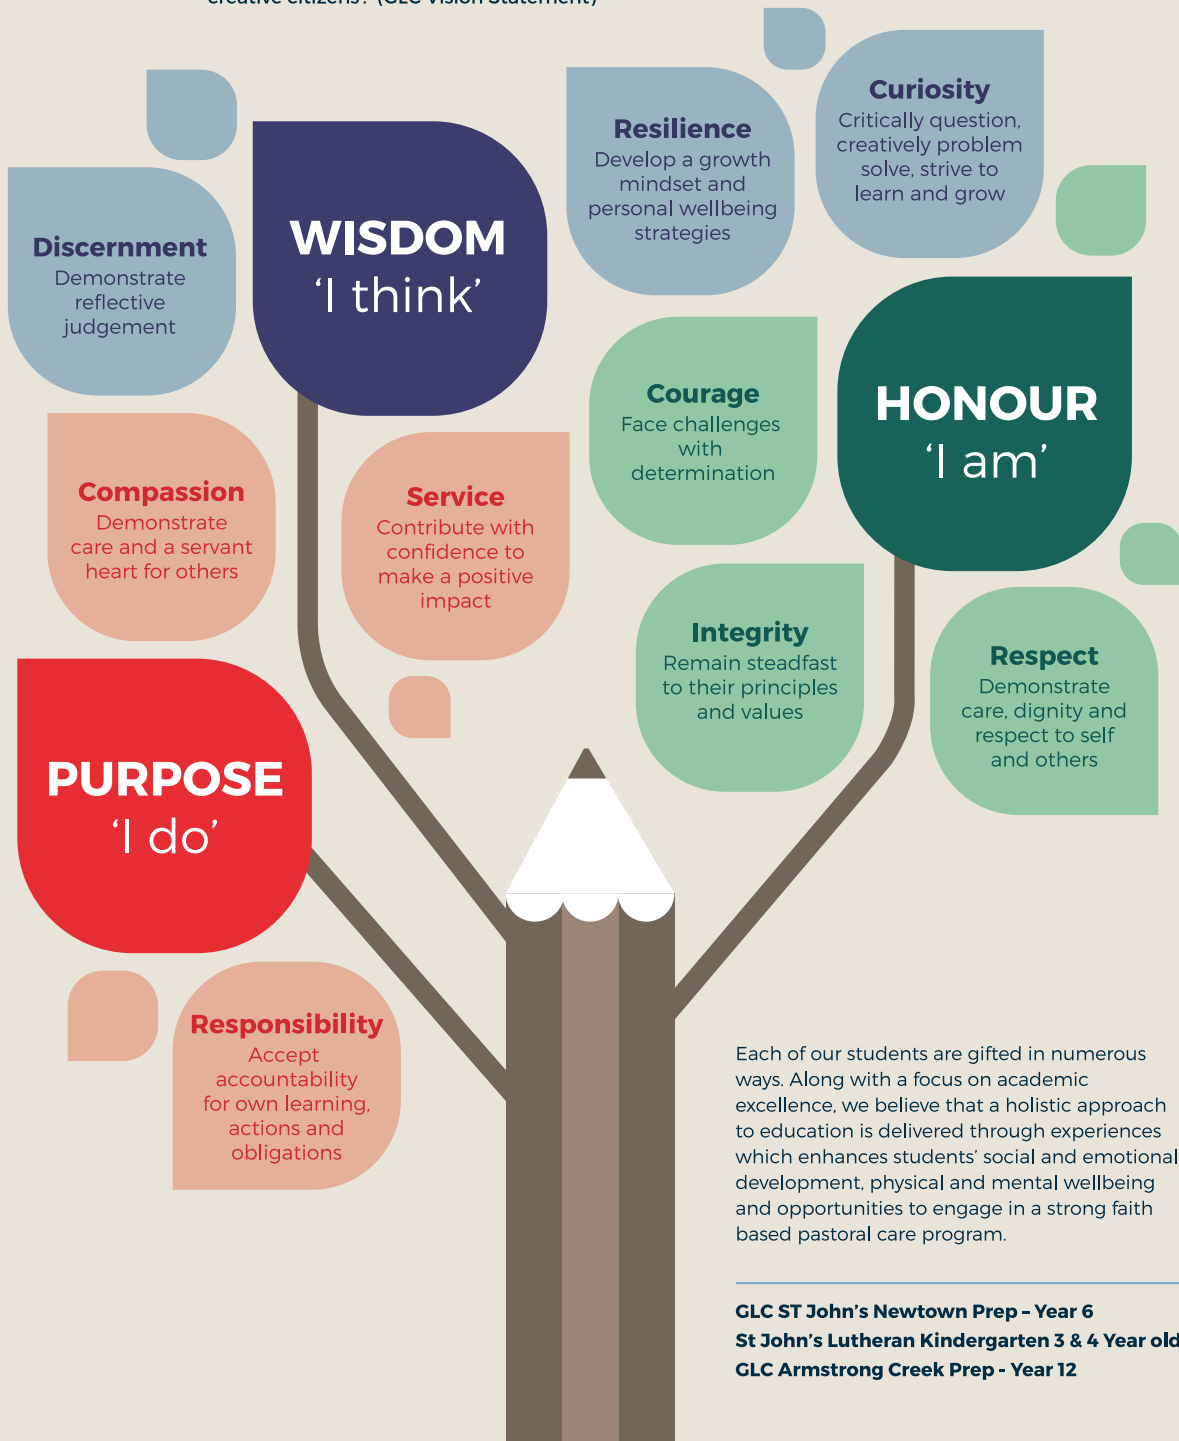 creative citizens? (GLC Vision Statement)
Curiosity
Critically question,
creatively problem
solve, strive to
learn and grow
Resilience
Develop a growth
mindset and
personal wellbeing
strategies
WISDOM
‘I think’
Discernment
Demonstrate
reflective
judgement
Courage
Face challenges
with
determination
HONOUR
‘I am’
Compassion
Demonstrate
care and a servant
heart for others
Service
Contribute with
confidence to
make a positive
impact
Integrity
Remain steadfast
to their principles
and values
Respect
Demonstrate
care, dignity and
respect to self
and others
PURPOSE
‘I do’
Responsibility
Accept
accountability
for own learning,
actions and
obligations
Each of our students are gifted in numerous
ways. Along with a focus on academic
excellence, we believe that a holistic approach
to education is delivered through experiences
which enhances students’ social and emotional
development, physical and mental wellbeing
and opportunities to engage in a strong faith
based pastoral care program.
GLC ST John’s Newtown Prep – Year 6
St John’s Lutheran Kindergarten 3 & 4 Year old
GLC Armstrong Creek Prep - Year 12